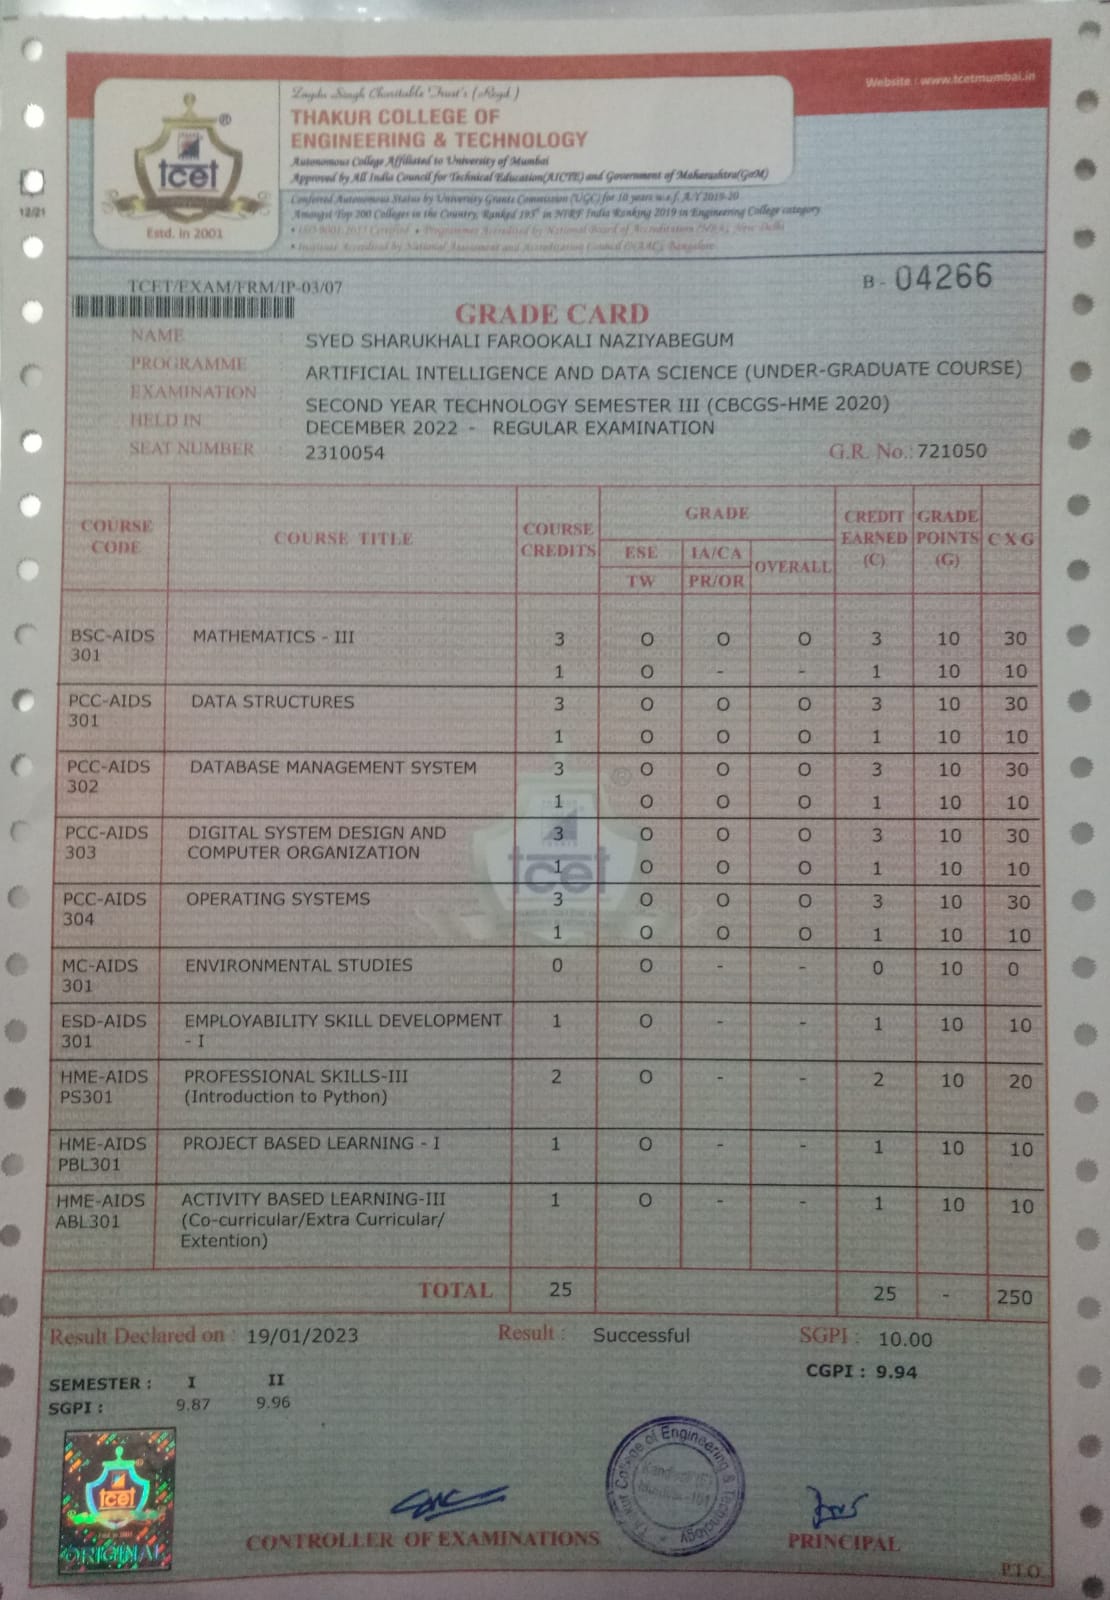 Website : www.tcetmumbai.in
Zagdu Singh Charitable Trust's (Regd.)
THAKUR COLLEGE OF
ENGINEERING & TECHNOLOGY
Autonomous College Affiliated to University of Mumbai
Approved by All India Council for Technical Education(AICTE) and Government of Maharashtra(GoM)
Conferred Autonomous Status by University Grants Commission (UGC) for 10 years w.e.f. A.Y 2019-20
Amongst Top 200 Colleges in the Country, Ranked 193rd in NIRF India Ranking 2019 in Engineering College category
• ISO 9001:2015 Certified • Programmes Accredited by National Board of Accreditation (NBA), New Delhi
• Institute Accredited by National Assessment and Accreditation Council (NAAC), Bangalore
tcet
Estd. in 2001
12/21
TCET/EXAM/FRM/IP-03/07
B - 04266
GRADE CARD
NAME SYED SHARUKHALI FAROOKALI NAZIYABEGUM
PROGRAMME ARTIFICIAL INTELLIGENCE AND DATA SCIENCE (UNDER-GRADUATE COURSE)
EXAMINATION SECOND YEAR TECHNOLOGY SEMESTER III (CBCGS-HME 2020)
HELD IN DECEMBER 2022 - REGULAR EXAMINATION
SEAT NUMBER 2310054 G.R. No.: 721050
COURSE CODE COURSE TITLE COURSE CREDITS GRADE CREDIT EARNED (C) GRADE POINTS (G) C X G
ESE IA/CA OVERALL
TW PR/OR
BSC-AIDS MATHEMATICS - III 3 O O O 3 10 30
301 1 O - - 1 10 10
PCC-AIDS DATA STRUCTURES 3 O O O 3 10 30
301 1 O O O 1 10 10
PCC-AIDS DATABASE MANAGEMENT SYSTEM 3 O O O 3 10 30
302 1 O O O 1 10 10
PCC-AIDS DIGITAL SYSTEM DESIGN AND 3 O O O 3 10 30
303 COMPUTER ORGANIZATION 1 O O O 1 10 10
PCC-AIDS OPERATING SYSTEMS 3 O O O 3 10 30
304 1 O O O 1 10 10
MC-AIDS ENVIRONMENTAL STUDIES 0 O - - 0 10 0
301
ESD-AIDS EMPLOYABILITY SKILL DEVELOPMENT 1 O - - 1 10 10
301 - I
HME-AIDS PROFESSIONAL SKILLS-III 2 O - - 2 10 20
PS301 (Introduction to Python)
HME-AIDS PROJECT BASED LEARNING - I 1 O - - 1 10 10
PBL301
HME-AIDS ACTIVITY BASED LEARNING-III 1 O - - 1 10 10
ABL301 (Co-curricular/Extra Curricular/
Extention)
TOTAL 25 25 - 250
Result Declared on : 19/01/2023 Result : Successful SGPI : 10.00
CGPI : 9.94
SEMESTER : I II
SGPI : 9.87 9.96
tcet
ORIGINAL
Thakur College of Engineering & Technology
Kandivali (E)
Mumbai-101
CONTROLLER OF EXAMINATIONS PRINCIPAL
P.T.O